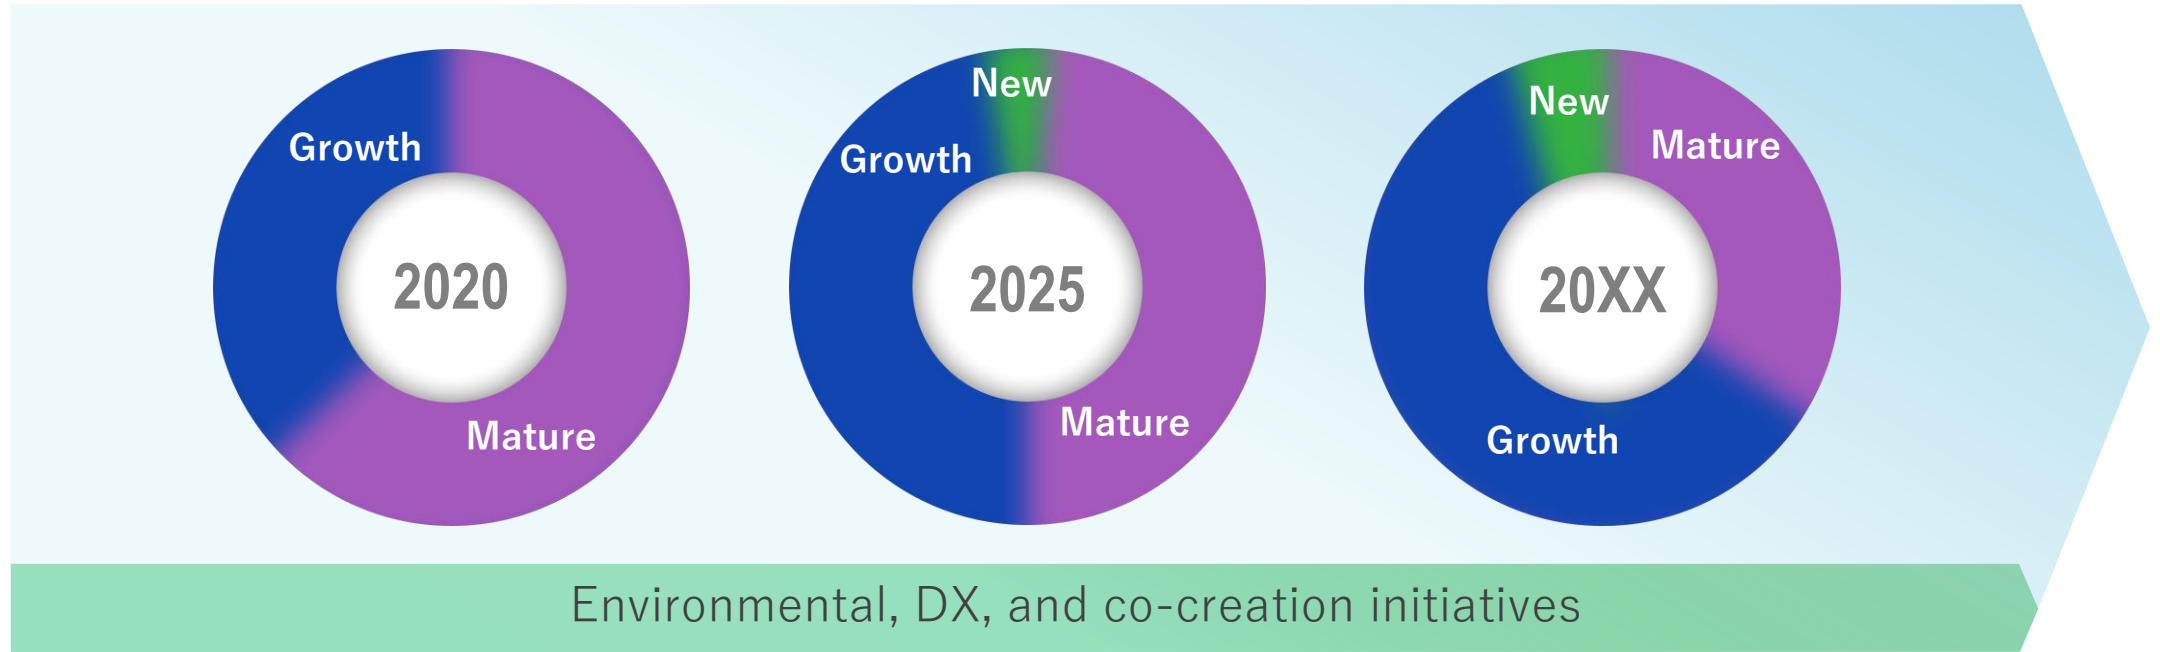 Growth
2020
Mature
New
Growth
2025
Mature
New
Mature
20XX
Growth
Environmental, DX, and co-creation initiatives